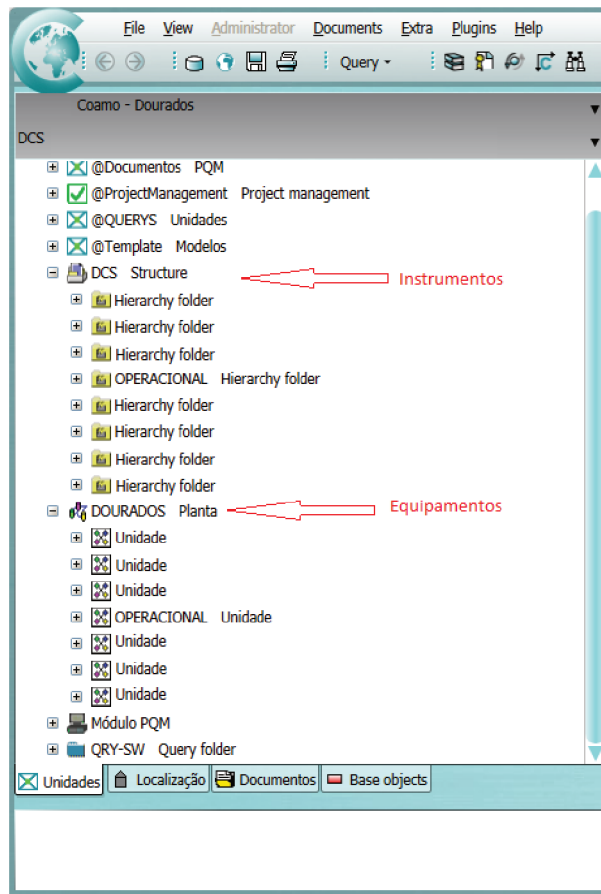 File View Administrator Documents Extra Plugins Help
Query
Coamo - Dourados
DCS
@Documentos PQM
@ProjectManagement Project management
@QUERYS Unidades
@Template Modelos
DCS Structure
Instrumentos
Hierarchy folder
Hierarchy folder
Hierarchy folder
OPERACIONAL Hierarchy folder
Hierarchy folder
Hierarchy folder
Hierarchy folder
Hierarchy folder
DOURADOS Planta
Equipamentos
Unidade
Unidade
Unidade
OPERACIONAL Unidade
Unidade
Unidade
Unidade
Módulo PQM
QRY-SW Query folder
Unidades Localização Documentos Base objects